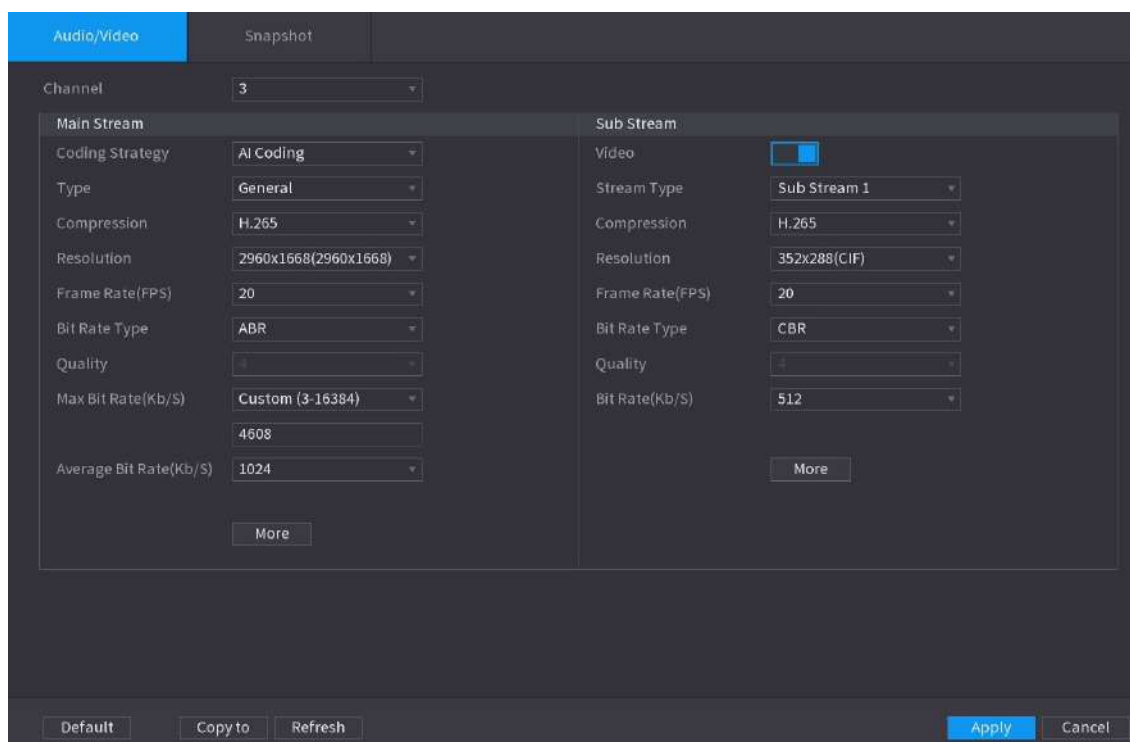 Audio/Video Snapshot
Channel 3
Main Stream
Coding Strategy AI Coding
Type General
Compression H.265
Resolution 2960x1668(2960x1668)
Frame Rate(FPS) 20
Bit Rate Type ABR
Quality 4
Max Bit Rate(Kb/S) Custom (3-16384)
4608
Average Bit Rate(Kb/S) 1024
More
Sub Stream
Video
Stream Type Sub Stream 1
Compression H.265
Resolution 352x288(CIF)
Frame Rate(FPS) 20
Bit Rate Type CBR
Quality 4
Bit Rate(Kb/S) 512
More
Default Copy to Refresh Apply Cancel